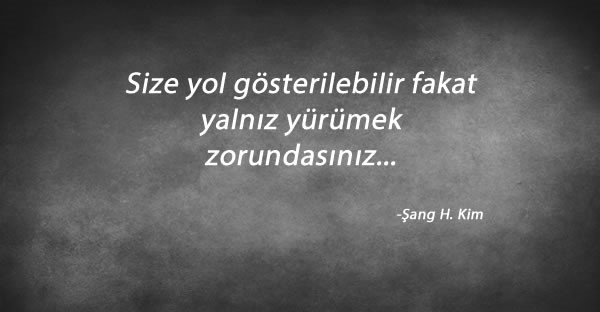 Size yol gösterilebilir fakat
yalnız yürümek
zorundasınız...
-Şang H. Kim